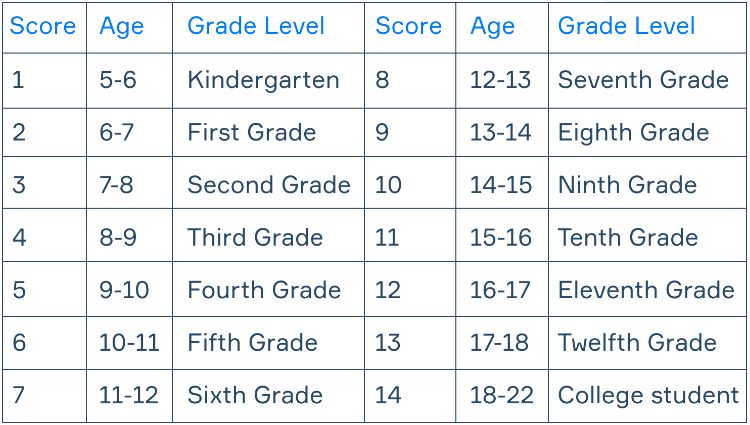 Score Age Grade Level Score Age Grade Level
1 5-6 Kindergarten 8 12-13 Seventh Grade
2 6-7 First Grade 9 13-14 Eighth Grade
3 7-8 Second Grade 10 14-15 Ninth Grade
4 8-9 Third Grade 11 15-16 Tenth Grade
5 9-10 Fourth Grade 12 16-17 Eleventh Grade
6 10-11 Fifth Grade 13 17-18 Twelfth Grade
7 11-12 Sixth Grade 14 18-22 College student